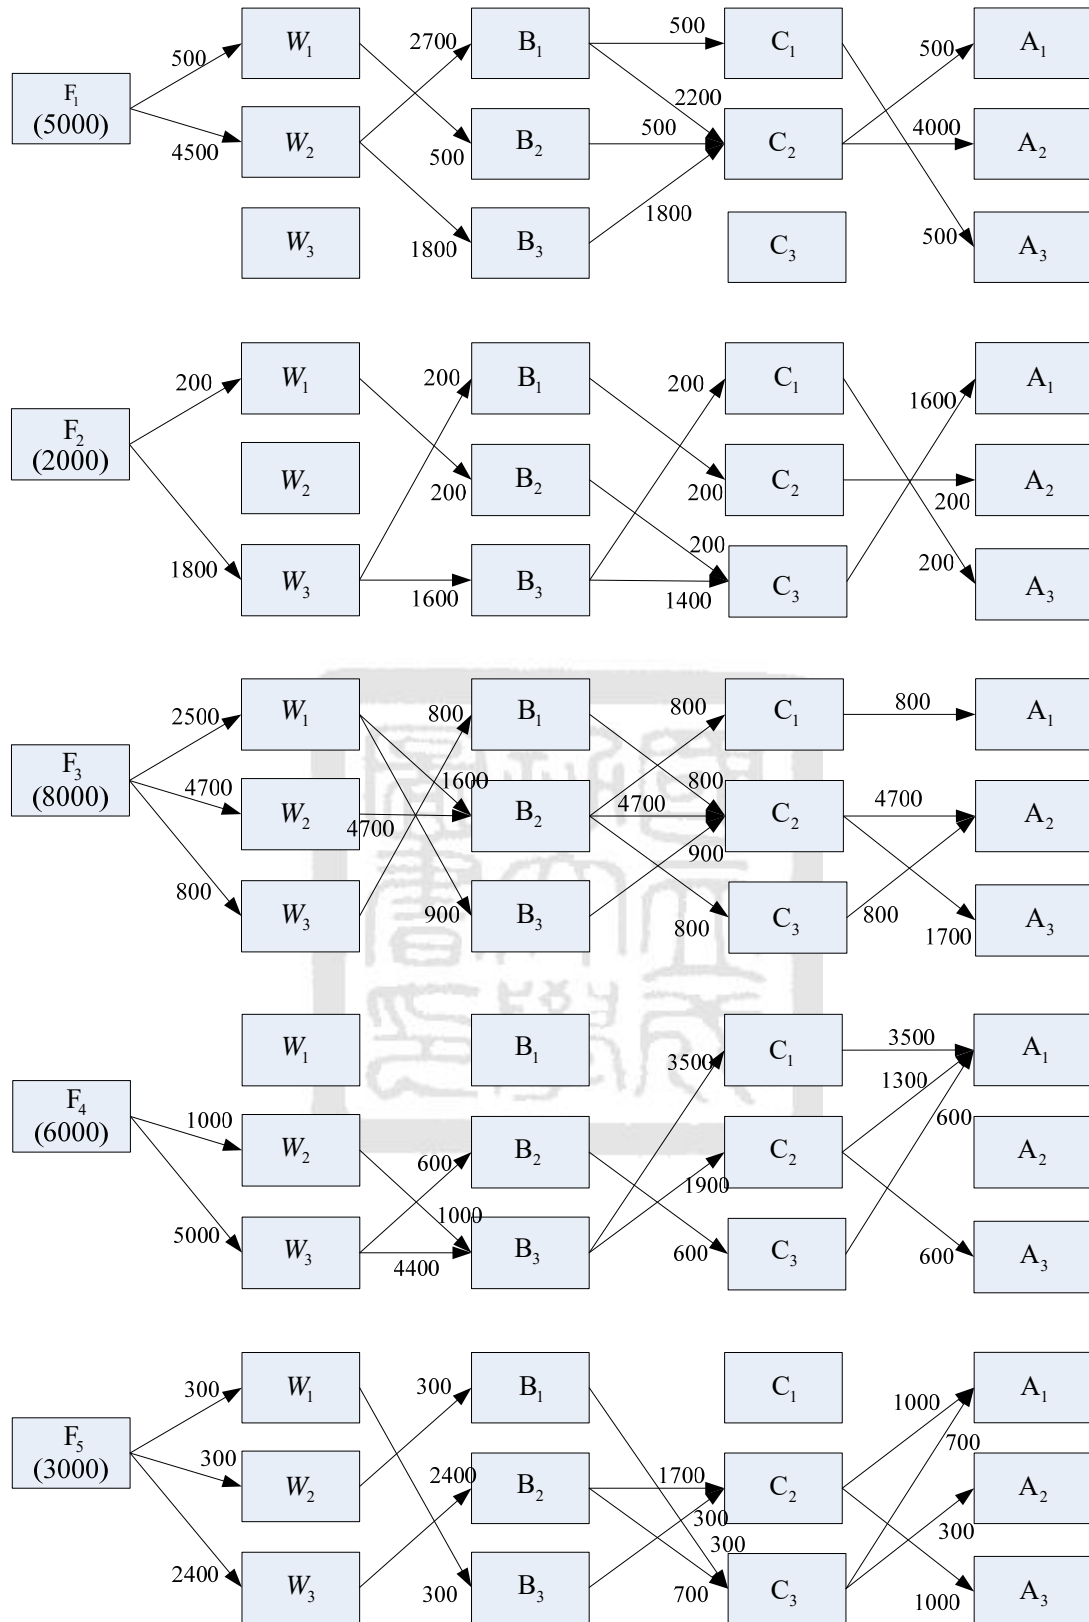 500 W₁ 2700 B₁ 500 C₁ 500 A₁
F₁
(5000)
4500 W₂ 500 B₂ 2200 500 C₂ 4000 A₂
W₃ 1800 B₃ 1800 C₃ 500 A₃
200 W₁ 200 B₁ 200 C₁ 1600 A₁
F₂
(2000)
W₂ 200 B₂ 200 C₂ 200 A₂
1800 W₃ 1600 B₃ 200 1400 C₃ 200 A₃
2500 W₁ 800 B₁ 800 C₁ 800 A₁
F₃
(8000)
4700 W₂ 1600 4700 B₂ 4700 800 900 C₂ 4700 A₂
800 W₃ 900 B₃ 800 C₃ 800 1700 A₃
W₁ B₁ 3500 C₁ 3500 1300 A₁
F₄
(6000)
1000 W₂ 600 B₂ 1900 C₂ 600 A₂
5000 W₃ 1000 4400 B₃ 600 C₃ 600 A₃
300 W₁ 300 B₁ C₁ 1000 A₁
F₅
(3000)
300 W₂ 2400 B₂ 1700 300 C₂ 700 A₂
2400 W₃ 300 B₃ 300 700 C₃ 300 1000 A₃